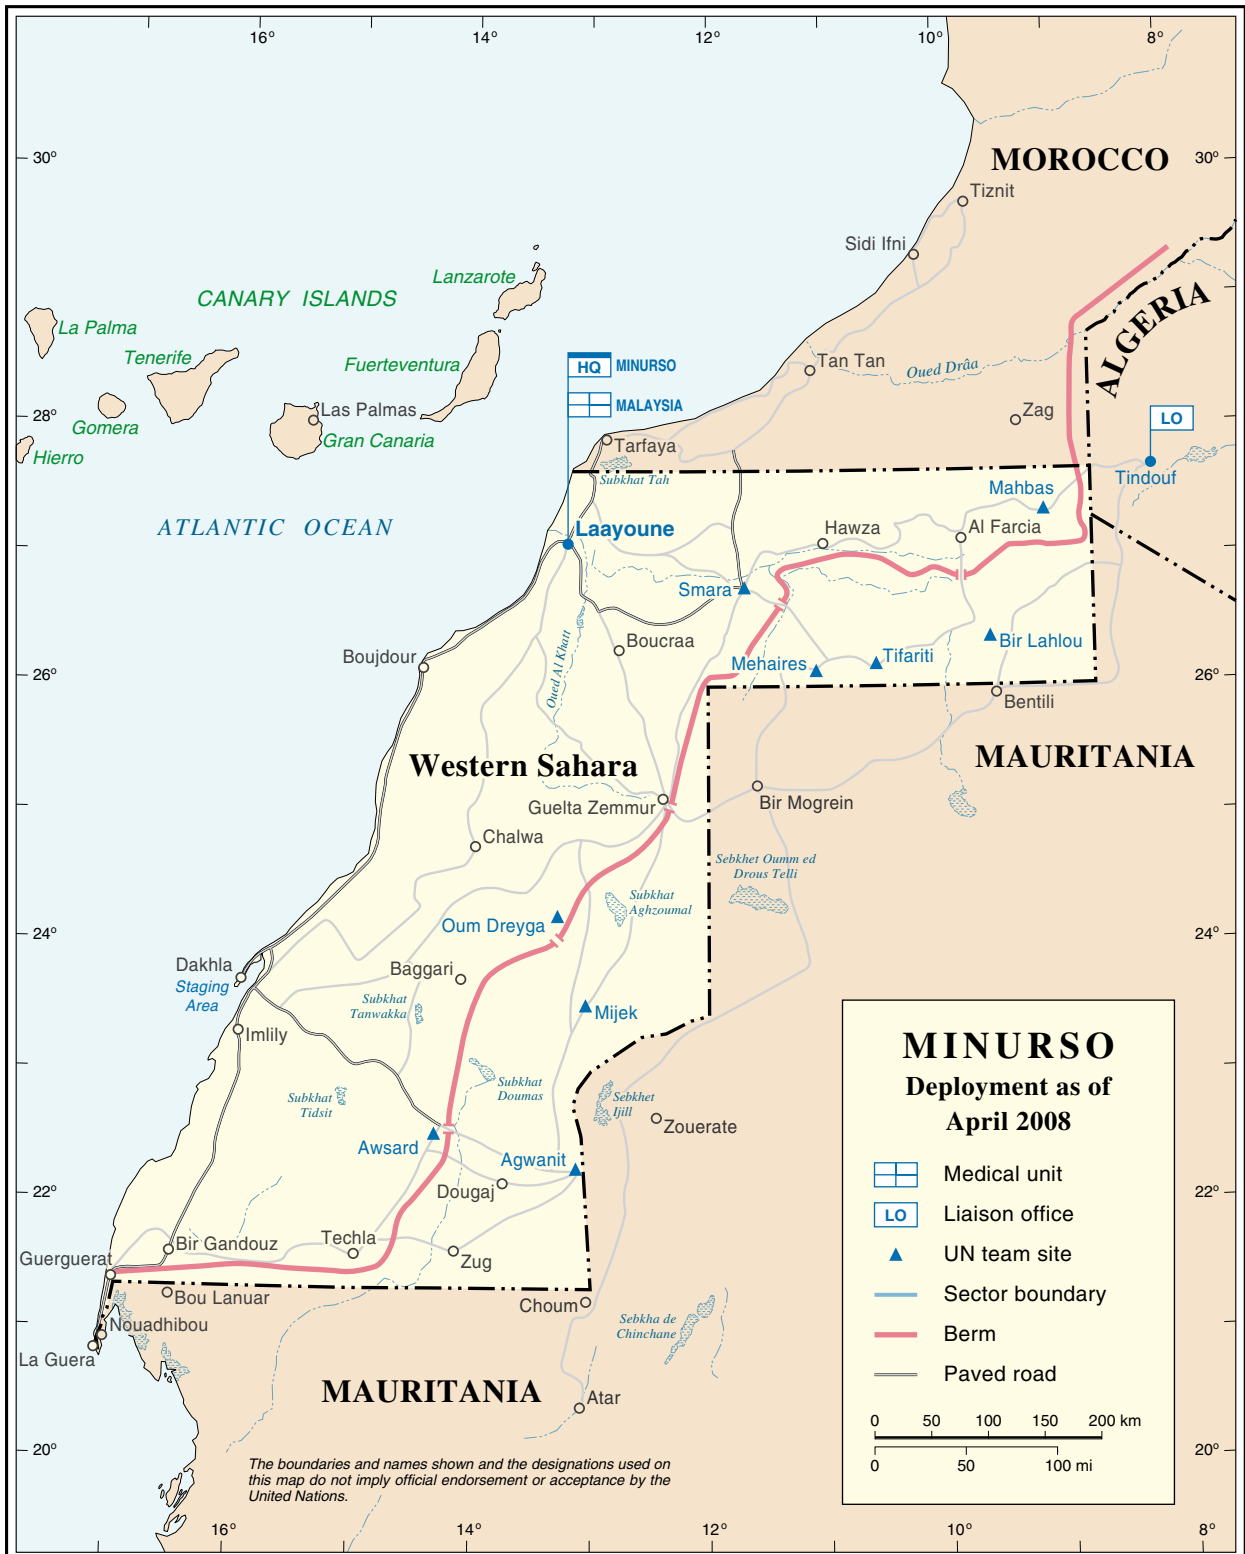 16°
14°
12°
10°
8°
30°
MOROCCO
30°
Tiznit
Sidi Ifni
Lanzarote
CANARY ISLANDS
ALGERIA
La Palma
Tenerife
Fuerteventura
HQ
MINURSO
Tan Tan
Oued Drâa
MALAYSIA
Las Palmas
Zag
LO
28°
Gomera
Gran Canaria
Tarfaya
Hierro
Subkhat Tah
Tindouf
Mahbas
ATLANTIC OCEAN
Laayoune
Hawza
Al Farcia
Smara
Boucraa
Bir Lahlou
Boujdour
Oued Al Khatt
Mehaires
Tifariti
26°
26°
Bentili
Western Sahara
MAURITANIA
Guelta Zemmur
Bir Mogrein
Chalwa
Sebkhet Oumm ed
Drous Telli
Subkhat
Aghzoumal
Oum Dreyga
24°
24°
Dakhla
Staging
Area
Baggari
Subkhat
Tanwakka
Mijek
Imlily
MINURSO
Deployment as of
April 2008
Subkhat
Doumas
Subkhat
Tidsit
Sebkhet
Ijill
Zouerate
Awsard
Agwanit
Medical unit
22°
Dougaj
22°
LO
Liaison office
Techla
Bir Gandouz
UN team site
Guerguerat
Zug
Sector boundary
Bou Lanuar
Choum
Nouadhibou
Sebkha de
Chinchane
Berm
La Guera
Paved road
MAURITANIA
Atar
0 50 100 150 200 km
0 50 100 mi
20°
20°
The boundaries and names shown and the designations used on
this map do not imply official endorsement or acceptance by the
United Nations.
16°
14°
12°
10°
8°